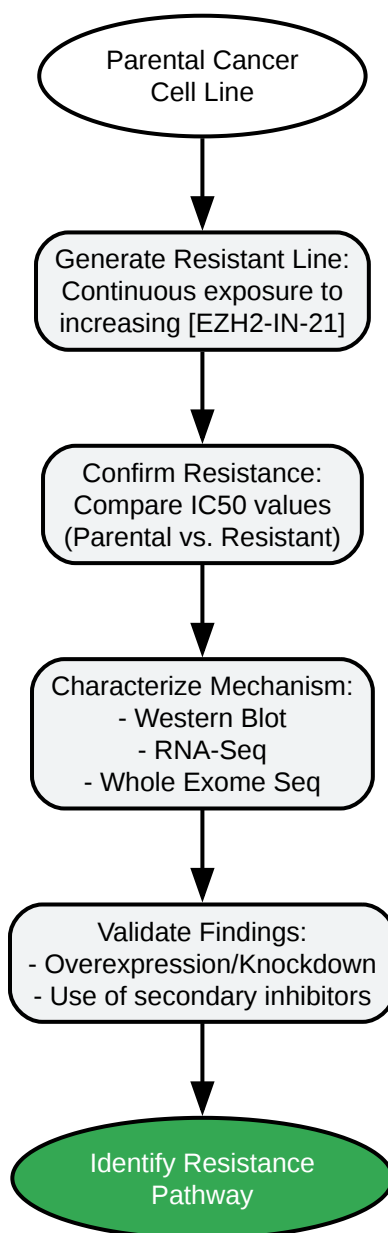 Parental Cancer
Cell Line
Generate Resistant Line:
Continuous exposure to
increasing [EZH2-IN-21]
Confirm Resistance:
Compare IC50 values
(Parental vs. Resistant)
Characterize Mechanism:
- Western Blot
- RNA-Seq
- Whole Exome Seq
Validate Findings:
- Overexpression/Knockdown
- Use of secondary inhibitors
Identify Resistance
Pathway